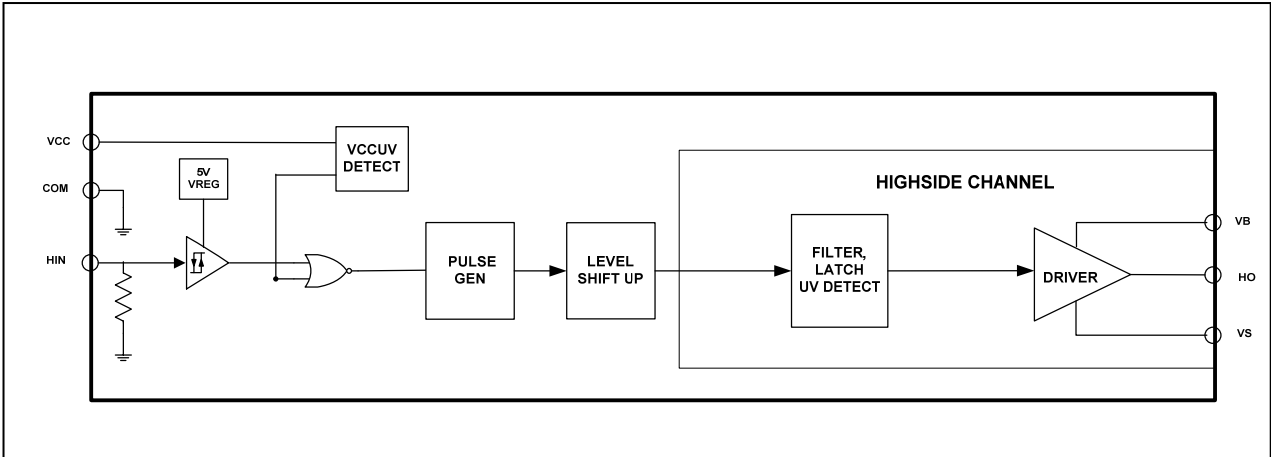 VCC
VCCUV
DETECT
5V
VREG
COM
HIGHSIDE CHANNEL
HIN
PULSE
GEN
LEVEL
SHIFT UP
FILTER,
LATCH
UV DETECT
DRIVER
VB
HO
VS